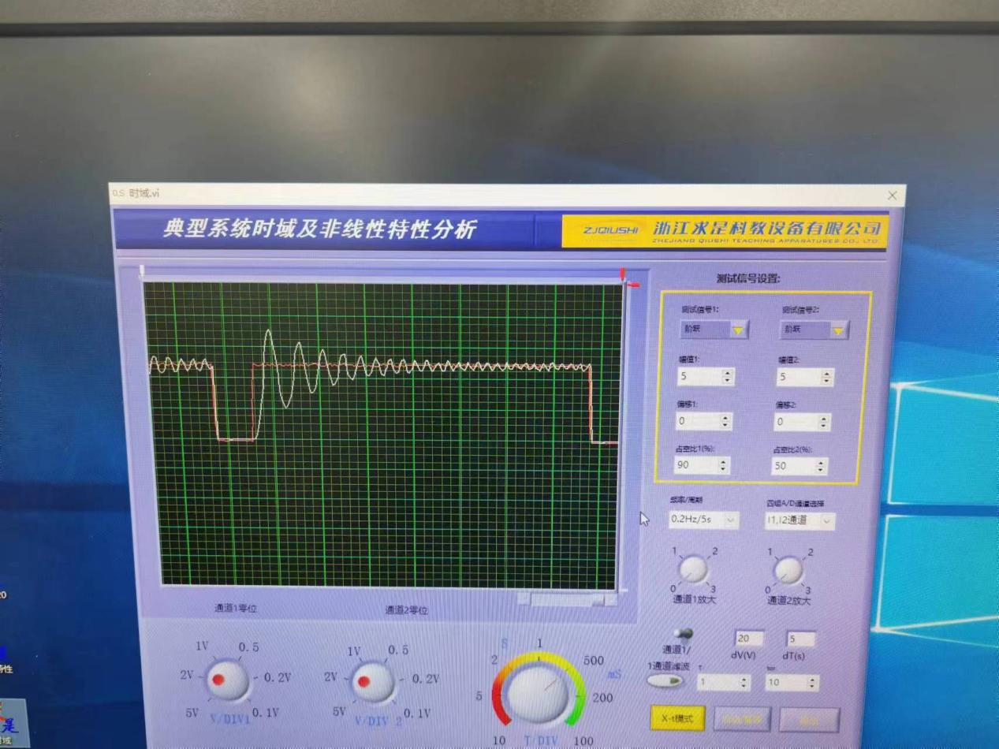 时域.vi
典型系统时域及非线性特性分析
ZJQIUSHI 浙江求是科教设备有限公司
ZHEJIANG QIUSHI TEACHING APPARATUSES CO., LTD.
测试信号设置:
测试信号1: 测试信号2:
阶跃 阶跃
幅值1: 幅值2:
5 5
偏移1: 偏移2:
0 0
占空比1(%): 占空比2(%):
90 50
频率/周期 四组A/D通道选择
0.2Hz/5s I1,I2通道
1 2 1 2
0 3 0 3
通道1放大 通道2放大
通道1零位 通道2零位
1V 0.5 1V 0.5
2V 0.2V 2V 0.2V
5V V/DIV1 0.1V 5V V/DIV 2 0.1V
S 1 500 mS
2 200
5
10 T/DIV 100
通道1/ 20 5
dV(V) dT(s)
1通道滤波 1 10
X-t模式
20
特性
是
域